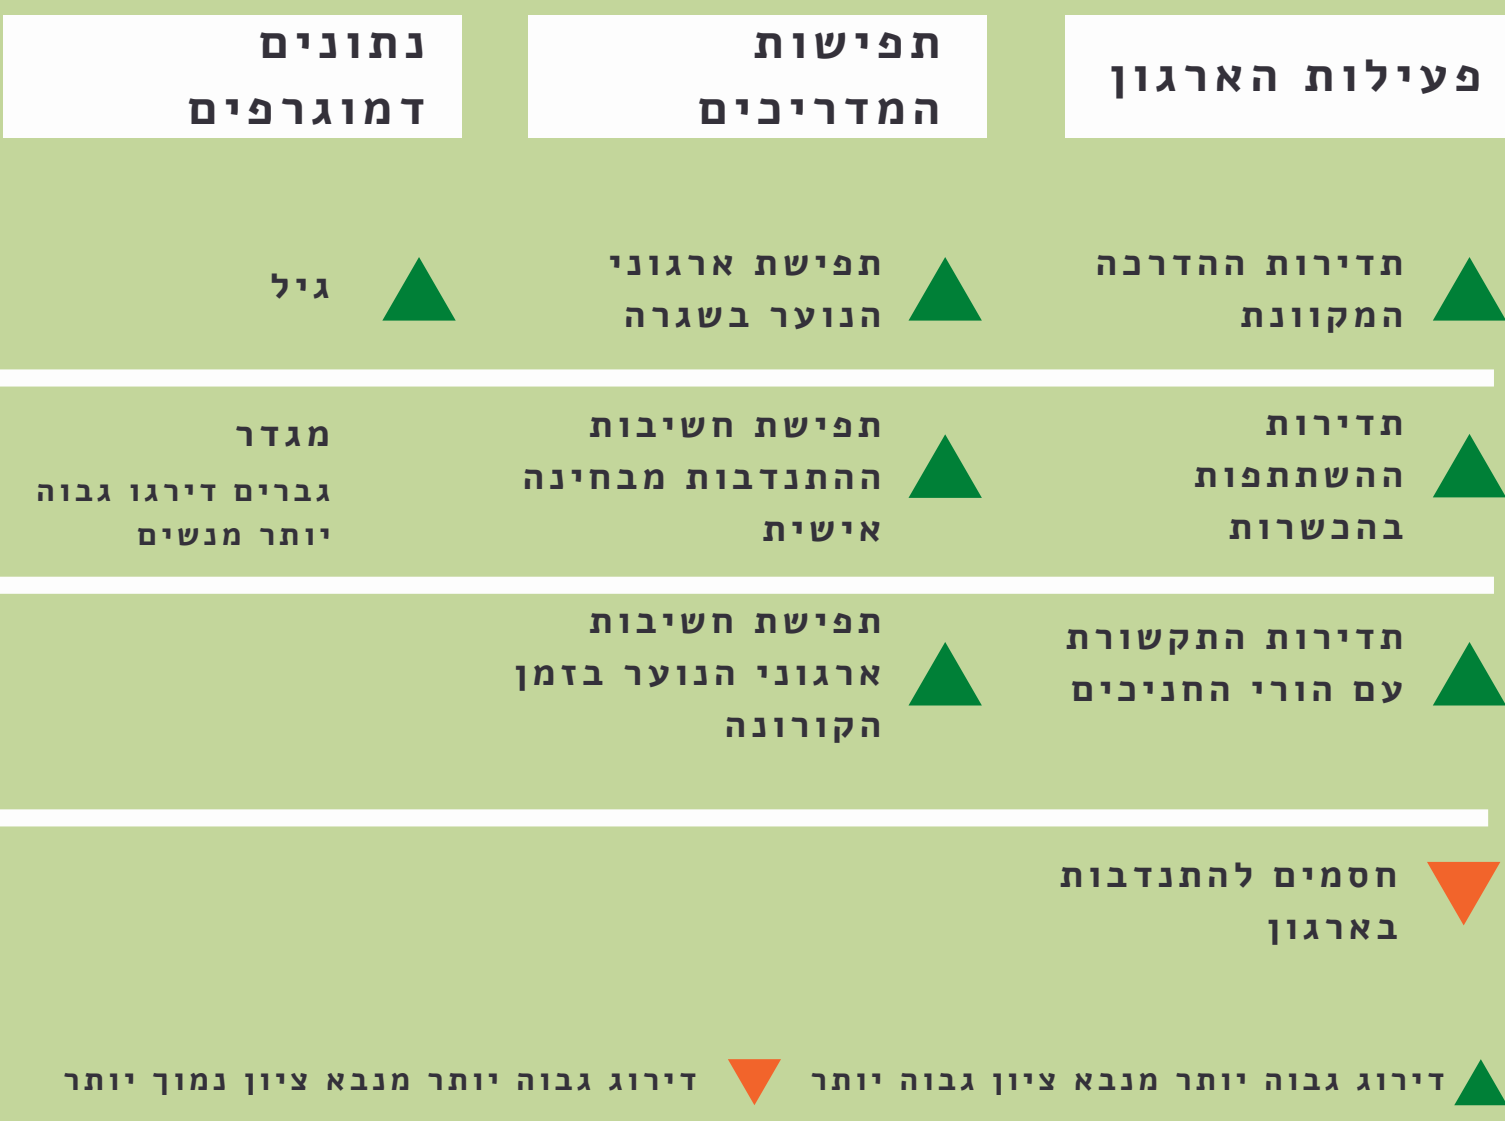 פעילות הארגון
תפישות
המדריכים
נתונים
דמוגרפים
תדירות ההדרכה
המקוונת
תפישת ארגוני
הנוער בשגרה
גיל
תדירות
ההשתתפות
בהכשרות
תפישת חשיבות
ההתנדבות מבחינה
אישית
מגדר
גברים דירגו גבוה
יותר מנשים
תדירות התקשורת
עם הורי החניכים
תפישת חשיבות
ארגוני הנוער בזמן
הקורונה
חסמים להתנדבות
בארגון
דירוג גבוה יותר מנבא ציון גבוה יותר
דירוג גבוה יותר מנבא ציון נמוך יותר